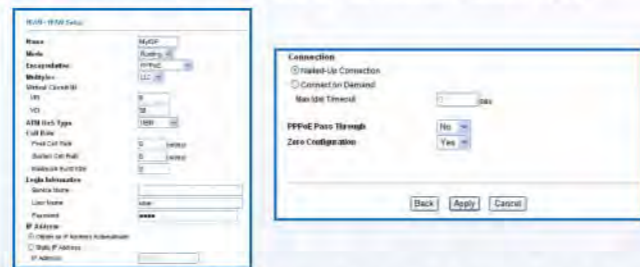 WAN - WAN Setup
Name MyISP
Mode Routing
Encapsulation PPPoE
Multiplex LLC
Virtual Circuit ID
VPI
VCI
ATM QoS Type UBR
Cell Rate
Peak Cell Rate 0 cell/sec
Sustain Cell Rate 0 cell/sec
Maximum Burst Size 0
Login Information
Service Name
User Name user
Password ****
IP Address
Obtain an IP Address Automatically
Static IP Address
IP Address
Connection
Nailed-Up Connection
Connect on Demand
Max Idle Timeout sec
PPPoE Pass Through No
Zero Configuration Yes
Back Apply Cancel